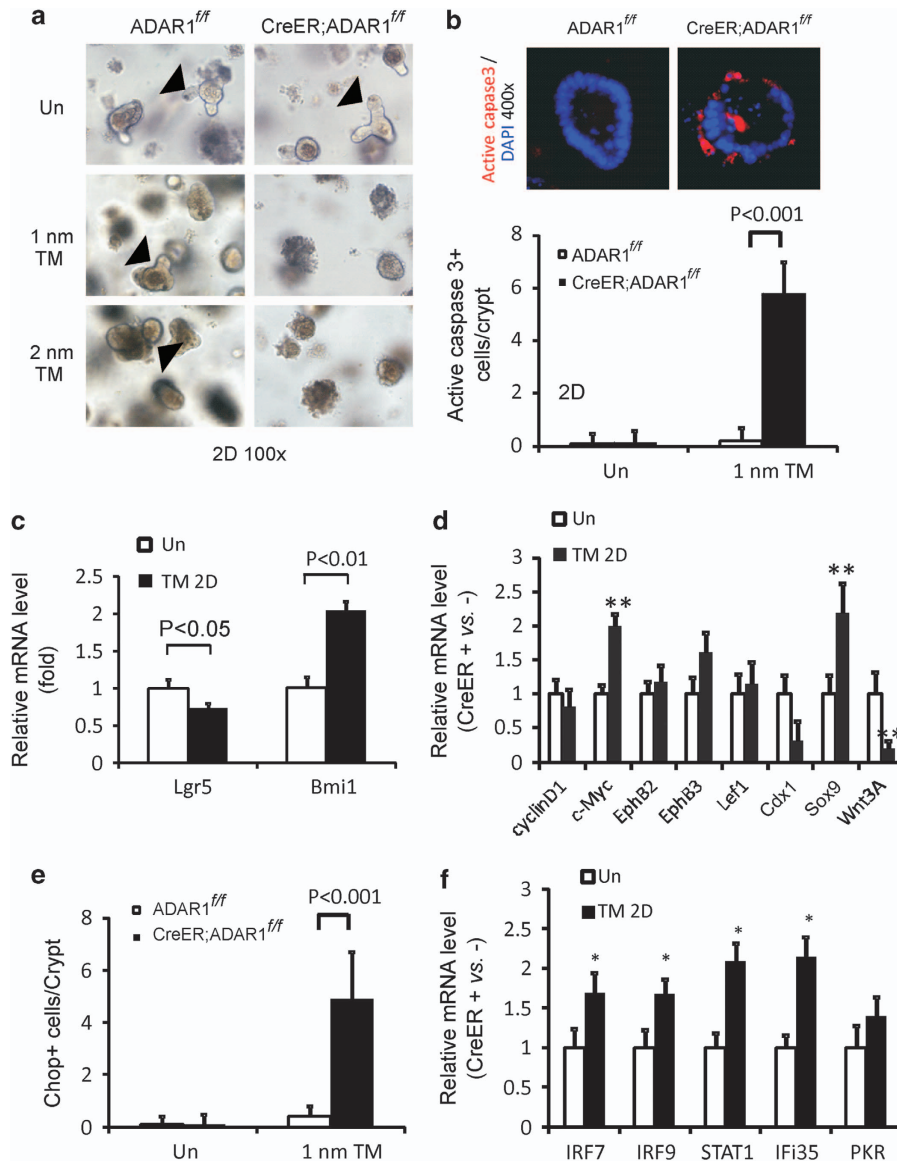 a
ADAR1f/f
CreER;ADAR1f/f
Un
1 nm
TM
2 nm
TM
2D 100x
b
ADAR1f/f
CreER;ADAR1f/f
Active capase3/
DAPI 400x
P<0.001
ADAR1f/f
CreER;ADAR1f/f
Active caspase 3+
cells/crypt
8
6
4
2
0
2D
Un
1 nm TM
c
Un
TM 2D
P<0.05
P<0.01
Relative mRNA level
(fold)
2.5
2
1.5
1
0.5
0
Lgr5
Bmi1
d
Un
TM 2D
Relative mRNA level
(CreER + vs. -)
3
2.5
2
1.5
1
0.5
0
**
**
**
cyclinD1
c-Myc
EphB2
EphB3
Lef1
Cdx1
Sox9
Wnt3A
e
ADAR1f/f
CreER;ADAR1f/f
P<0.001
Chop+ cells/Crypt
8
6
4
2
0
Un
1 nm TM
f
Un
TM 2D
Relative mRNA level
(CreER + vs. -)
3
2.5
2
1.5
1
0.5
0
*
*
*
*
IRF7
IRF9
STAT1
IFi35
PKR